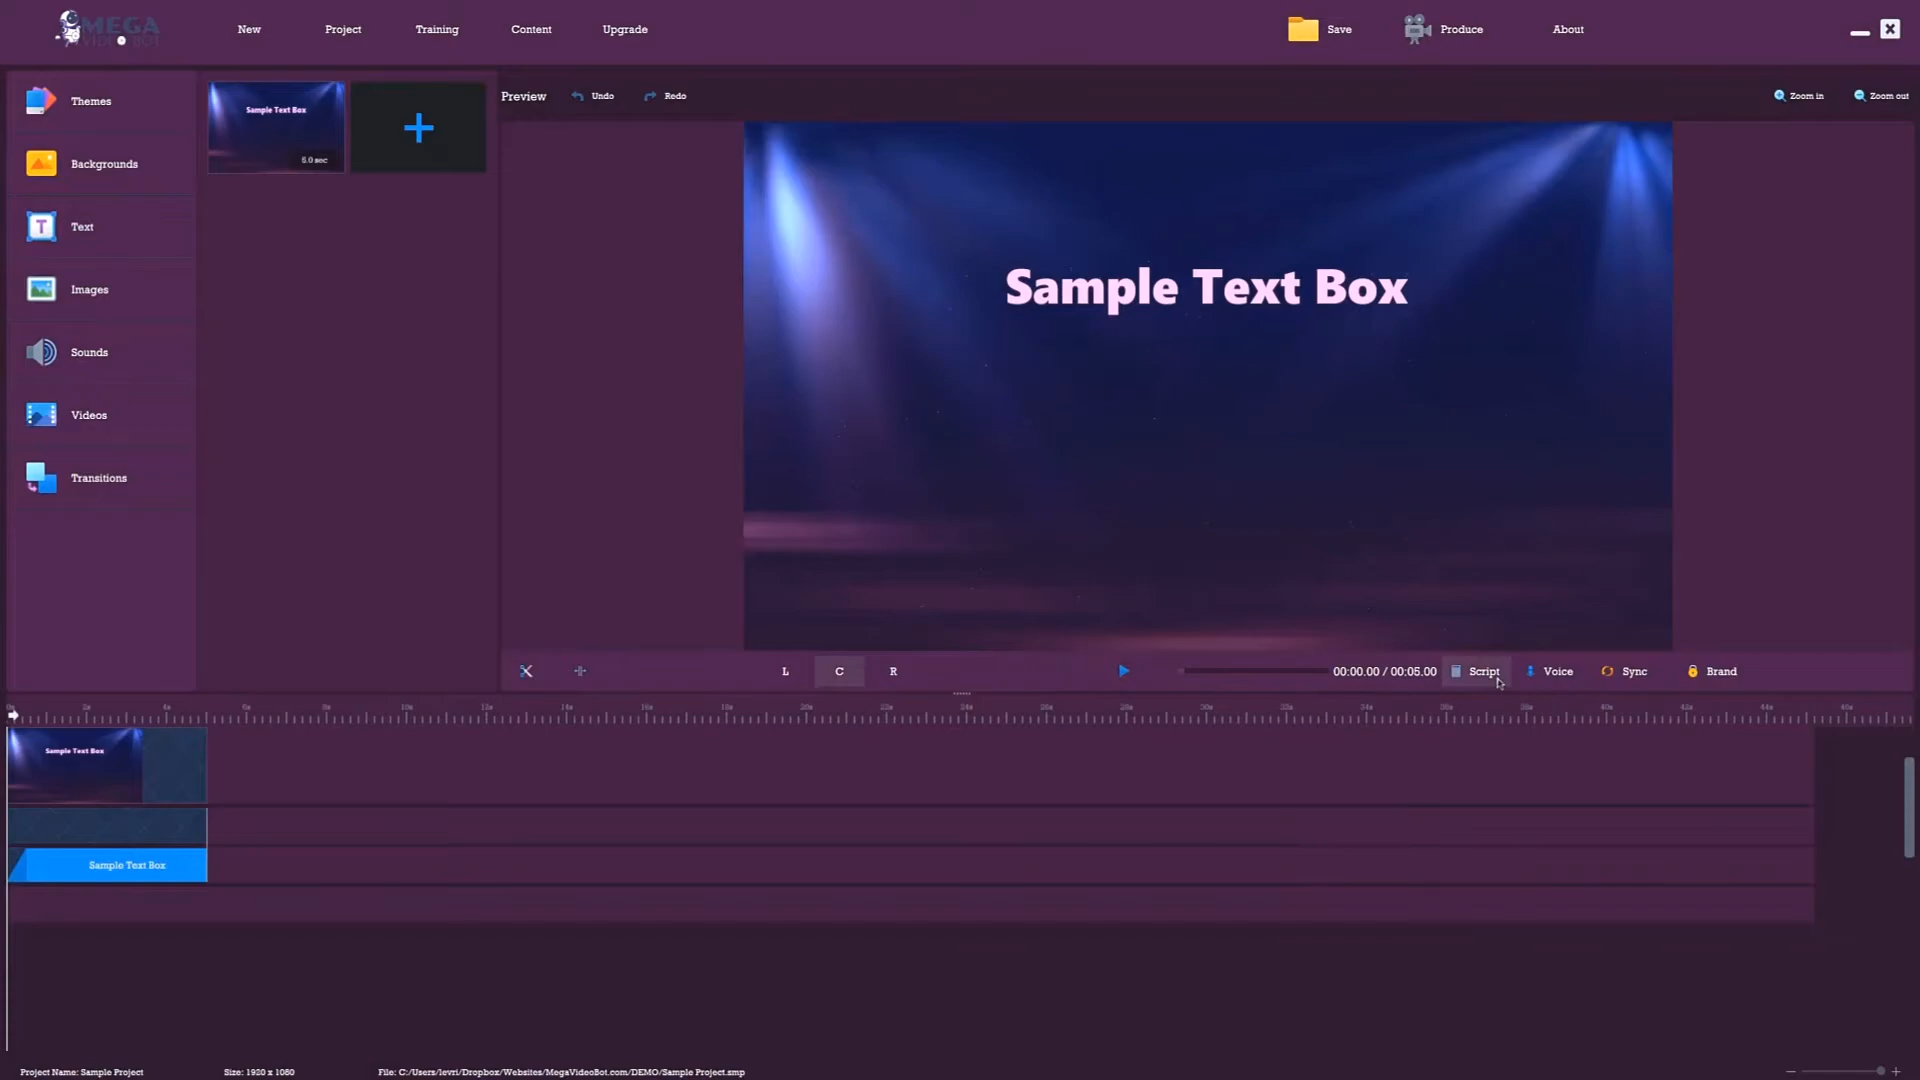 MEGA
VIDEO BOT
New
Project
Training
Content
Upgrade
Save
Produce
About
Themes
Backgrounds
Text
Images
Sounds
Videos
Transitions
Sample Text Box
5.0 sec
Preview
Undo
Redo
Zoom in
Zoom out
Sample Text Box
L
C
R
00:00.00 / 00:05.00
Script
Voice
Sync
Brand
Sample Text Box
Sample Text Box
Project Name: Sample Project
Size: 1920 x 1080
File: C:/Users/levri/Dropbox/Websites/MegaVideoBot.com/DEMO/Sample Project.smp